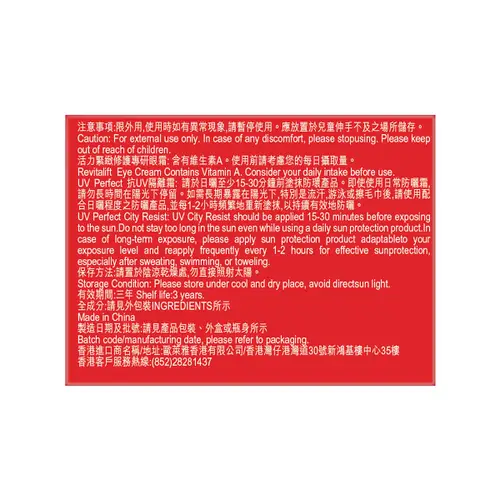 注意事項:限外用,使用時如有異常現象,請暫停使用。應放置於兒童伸手不及之場所儲存。
Caution: For external use only. In case of any discomfort, please stopusing. Please keep
out of reach of children.
活力緊緻修護專研眼霜: 含有維生素A。使用前請考慮您的每日攝取量。
Revitalift Eye Cream Contains Vitamin A. Consider your daily intake before use.
UV Perfect 抗UV隔離霜: 請於日曬至少15-30分鐘前塗抹防曬產品。即使使用日常防曬霜,
請勿長時間在陽光下停留。如需長期暴露在陽光下,特別是流汗,游泳或擦毛巾後,請使用配
合日曬程度之防曬產品,並每1-2小時頻繁地重新塗抹,以持續有效地防曬。
UV Perfect City Resist: UV City Resist should be applied 15-30 minutes before exposing
to the sun.Do not stay too long in the sun even while using a daily sun protection product.In
case of long-term exposure, please apply sun protection product adaptableto your
exposure level and reapply frequently every 1-2 hours for effective sunprotection,
especially after sweating, swimming, or toweling.
保存方法:請置於陰涼乾燥處,勿直接照射太陽。
Storage Condition: Please store under cool and dry place, avoid directsun light.
有效期間:三年 Shelf life:3 years.
全成分:請見外包裝INGREDIENTS所示
Made in China
製造日期及批號:請見產品包裝、外盒或瓶身所示
Batch code/manufacturing date, please refer to packaging.
香港進口商名稱/地址:歐萊雅香港有限公司/香港灣仔港灣道30號新鴻基樓中心35樓
香港客戶服務熱線:(852)28281437